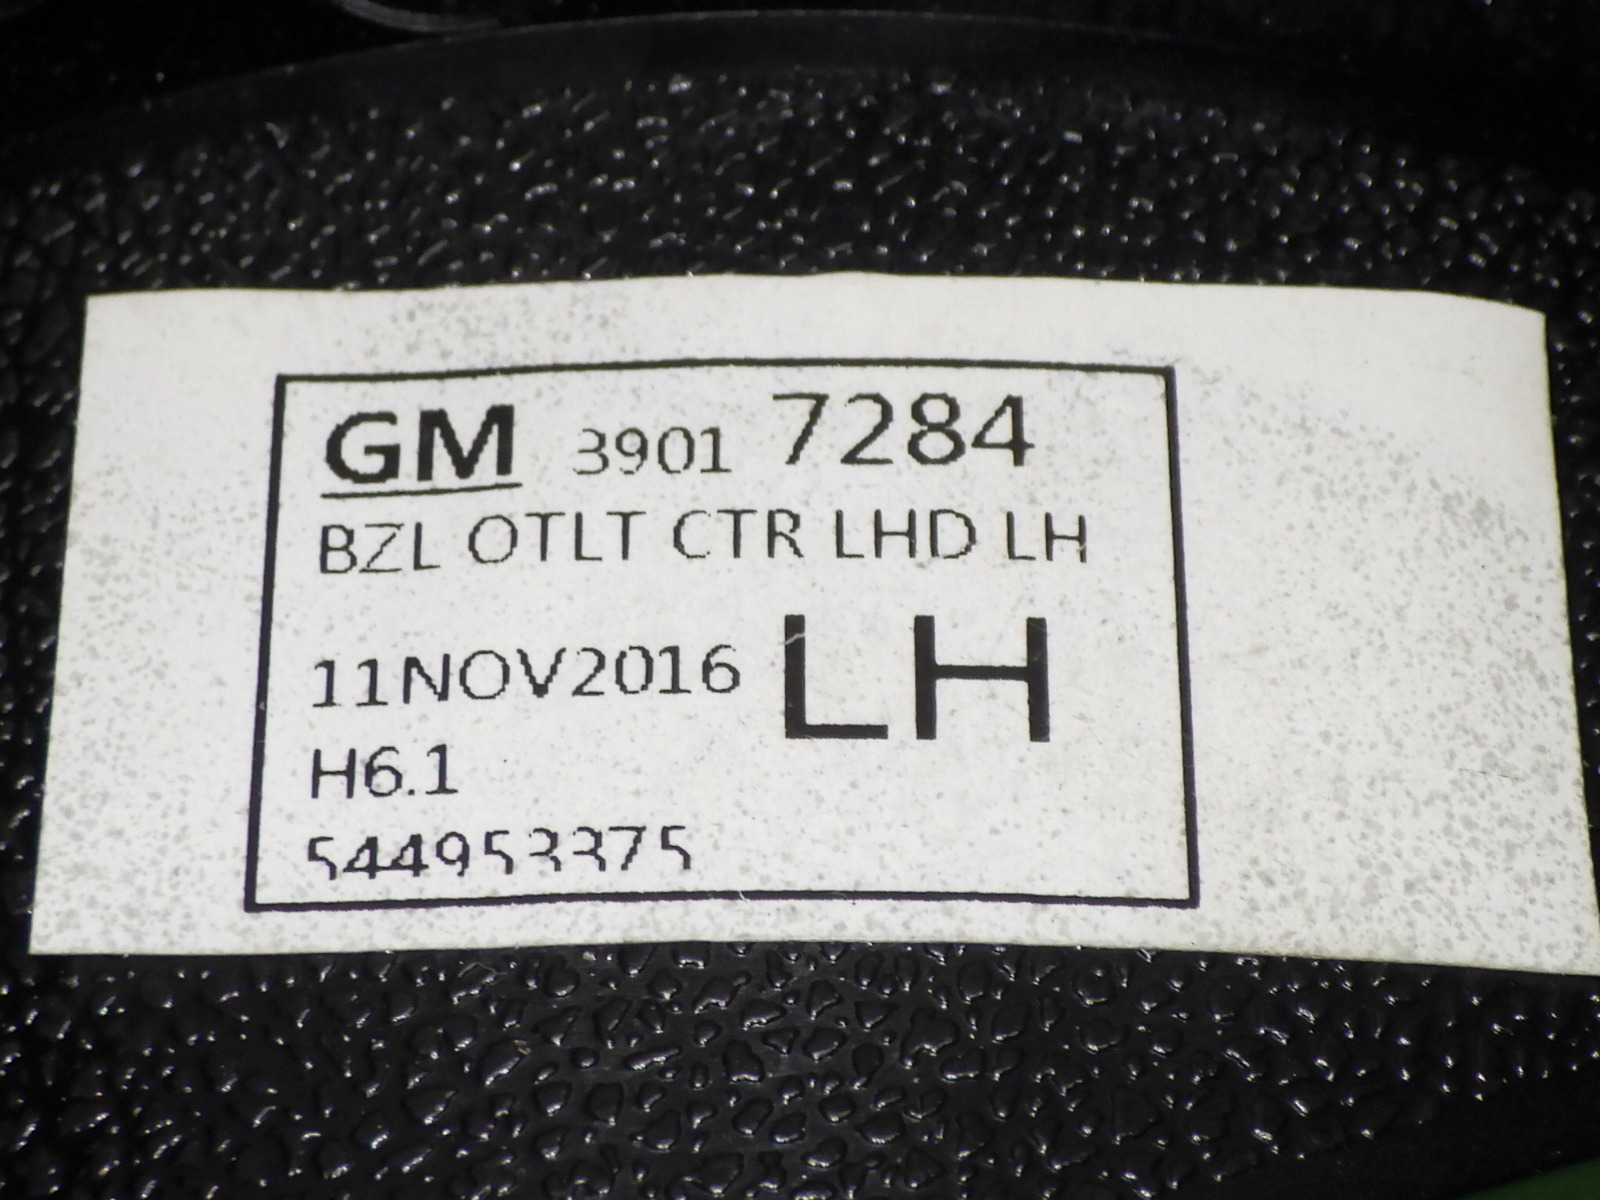 GM 3901 7284
BZL OTLT CTR LHD LH
11NOV2016 LH
H6.1
544953375